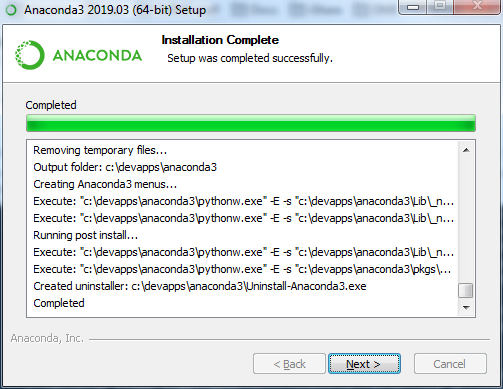 Anaconda3 2019.03 (64-bit) Setup
ANACONDA
Installation Complete
Setup was completed successfully.
Completed
Removing temporary files...
Output folder: c:\devapps\anaconda3
Creating Anaconda3 menus...
Execute: "c:\devapps\anaconda3\pythonw.exe" -E -s "c:\devapps\anaconda3\Lib\_n...
Execute: "c:\devapps\anaconda3\pythonw.exe" -E -s "c:\devapps\anaconda3\Lib\_n...
Running post install...
Execute: "c:\devapps\anaconda3\pythonw.exe" -E -s "c:\devapps\anaconda3\Lib\_n...
Execute: "c:\devapps\anaconda3\pythonw.exe" -E -s "c:\devapps\anaconda3\pkgs\...
Created uninstaller: c:\devapps\anaconda3\Uninstall-Anaconda3.exe
Completed
Anaconda, Inc.
< Back
Next >
Cancel